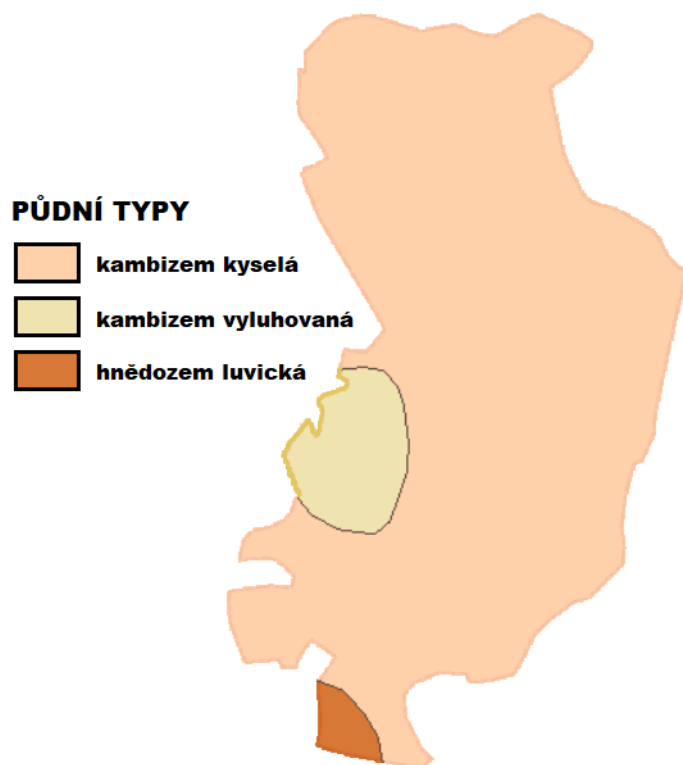 PŮDNÍ TYPY
kambizem kyselá
kambizem vyluhovaná
hnědozem luvická